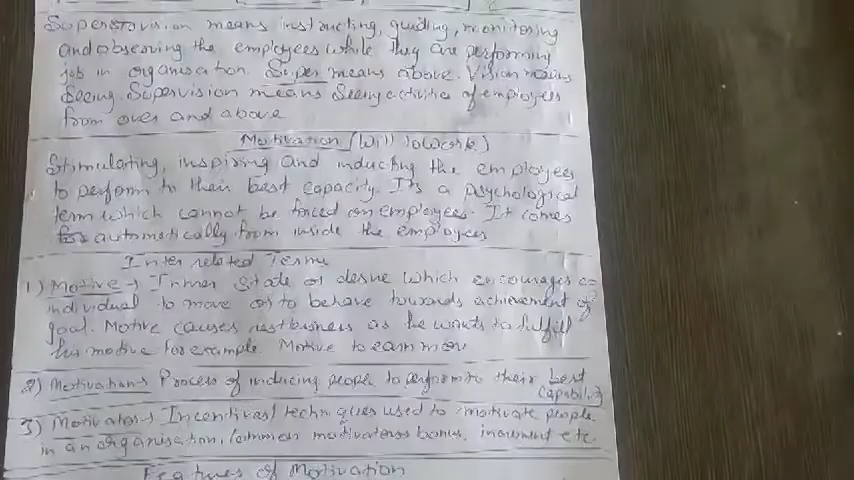 Supersrovision means instructing, guiding, monitoring
and observing the employees while they are performing
job in organisation. Super means above. Vision means
Seeing. Supervision means Seeing activities of employees
from over and above
Motivation (Will to Work)
Stimulating, inspiring and inducting the employees
to perform to their best capacity. Its a psychological
term which cannot be forced on employees. It comes
automatically from inside the employees
Inter related Terms
1) Motive → Inner State of desire which encourages an
individual to move or to behave towards achievement of
goal. Motive causes restlessness as he wants to fulfill
his motive for example. Motive to earn more
2) Motivation → Process of inducing people to perform to their best
capability
3) Motivator → Incentives/techniques used to motivate people
in an organisation. Common motivators bonus, increment etc.
Features of Motivation